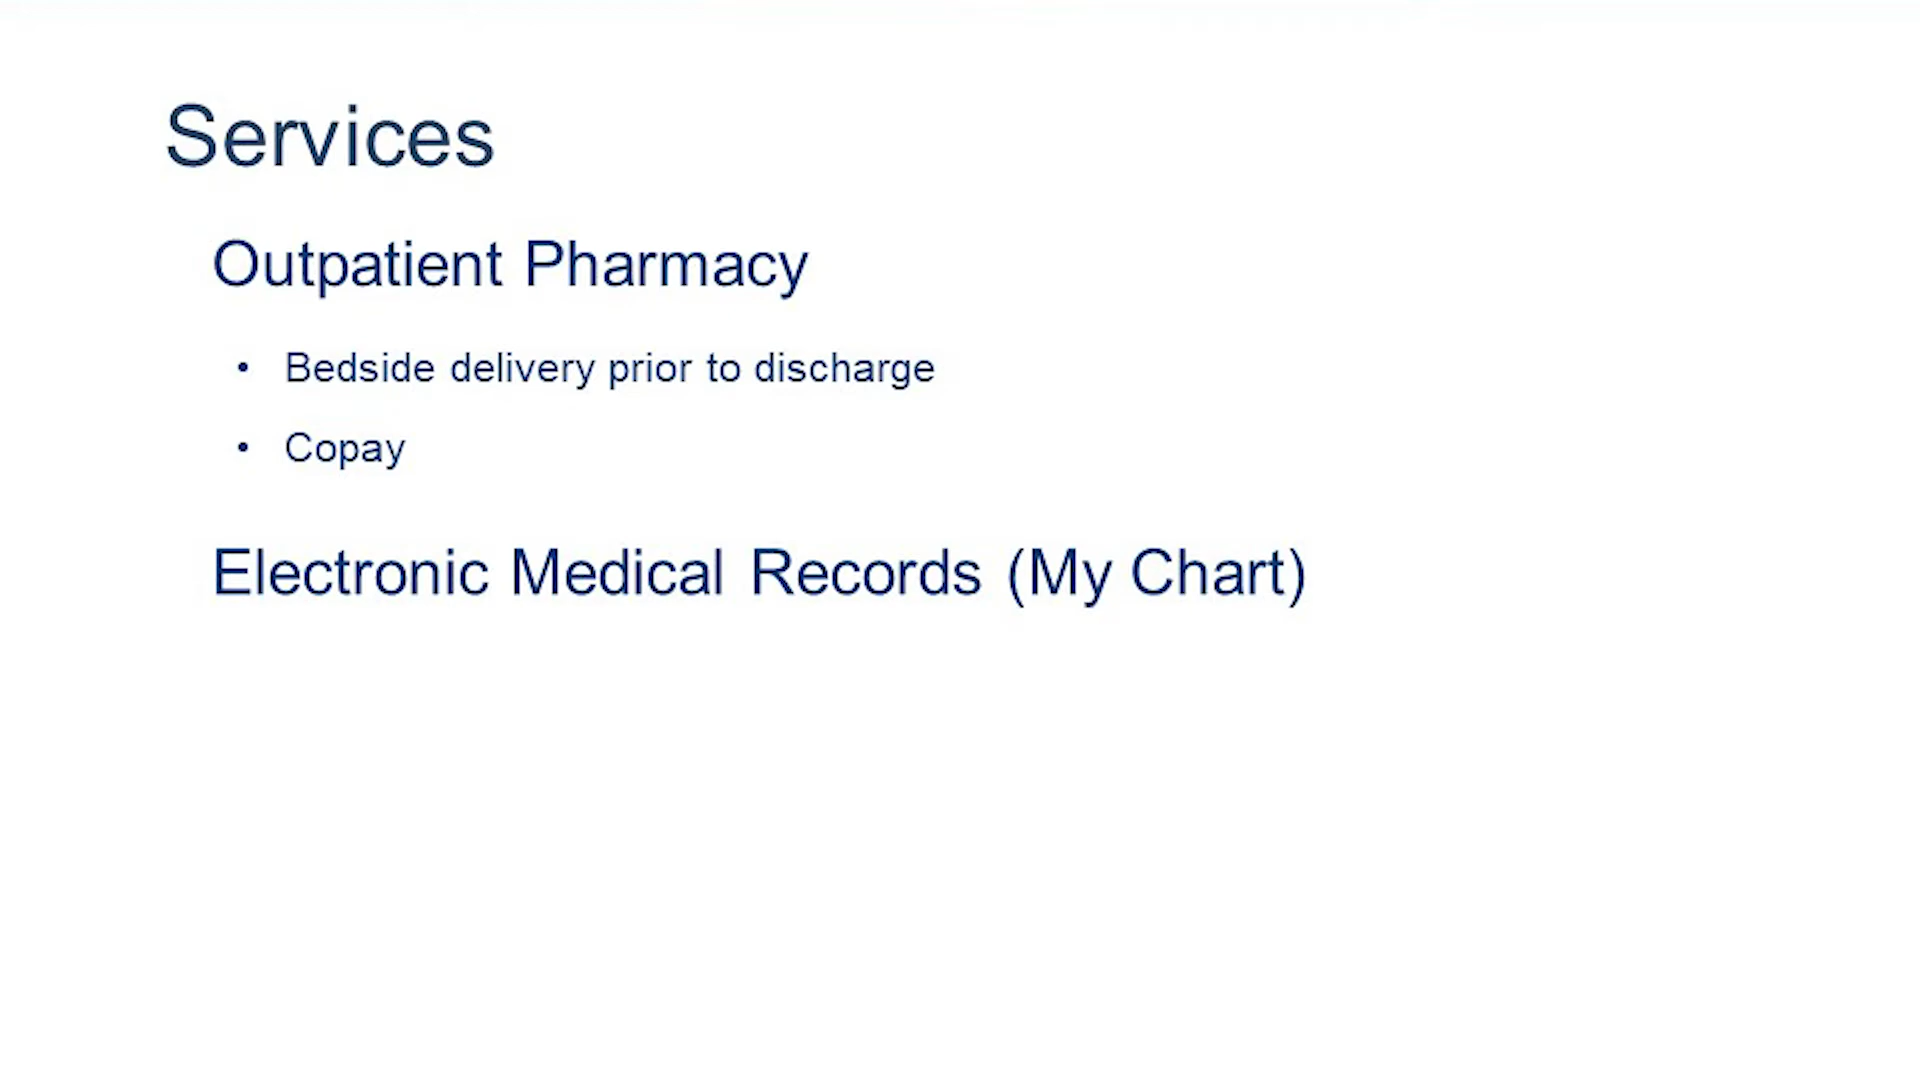 Services
Outpatient Pharmacy
• Bedside delivery prior to discharge
• Copay
Electronic Medical Records (My Chart)